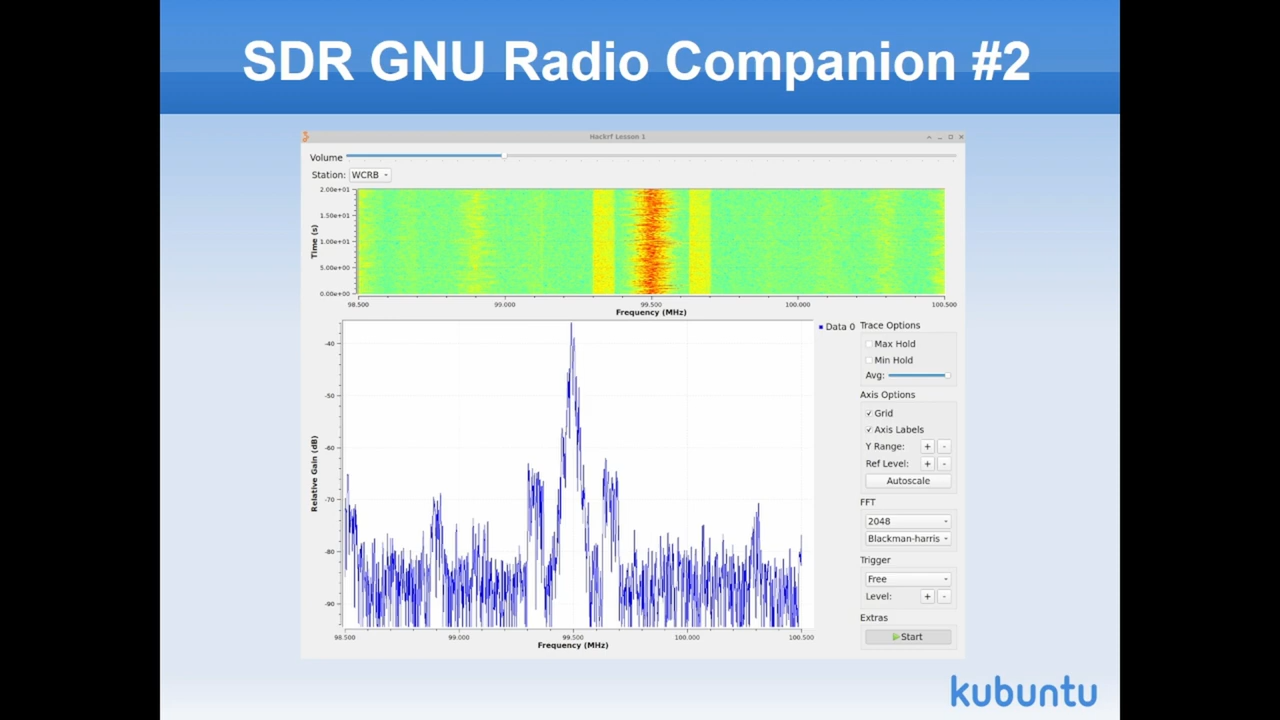 SDR GNU Radio Companion #2
Hackrf Lesson 1
Volume
Station: WCRB
2.00e+01
1.50e+01
1.00e+01
5.00e+00
0.00e+00
Time (s)
98.500 99.000 99.500 100.000 100.500
Frequency (MHz)
Data 0
-40
-50
-60
-70
-80
-90
Relative Gain (dB)
98.500 99.000 99.500 100.000 100.500
Frequency (MHz)
Trace Options
Max Hold
Min Hold
Avg:
Axis Options
Grid
Axis Labels
Y Range: + -
Ref Level: + -
Autoscale
FFT
2048
Blackman-harris
Trigger
Free
Level: + -
Extras
Start
kubuntu